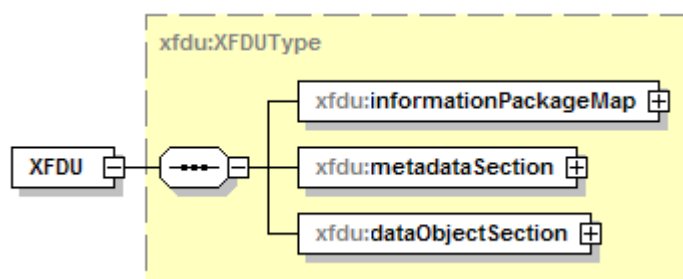 xfdu:XFDUType
xfdu:informationPackageMap
XFDU
xfdu:metadataSection
xfdu:dataObjectSection